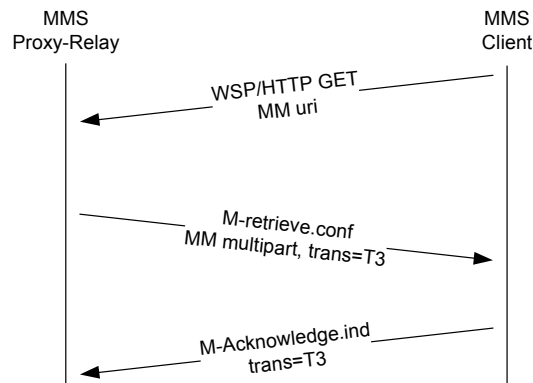 MMS
Proxy-Relay
MMS
Client
WSP/HTTP GET
MM uri
M-retrieve.conf
MM multipart, trans=T3
M-Acknowledge.ind
trans=T3